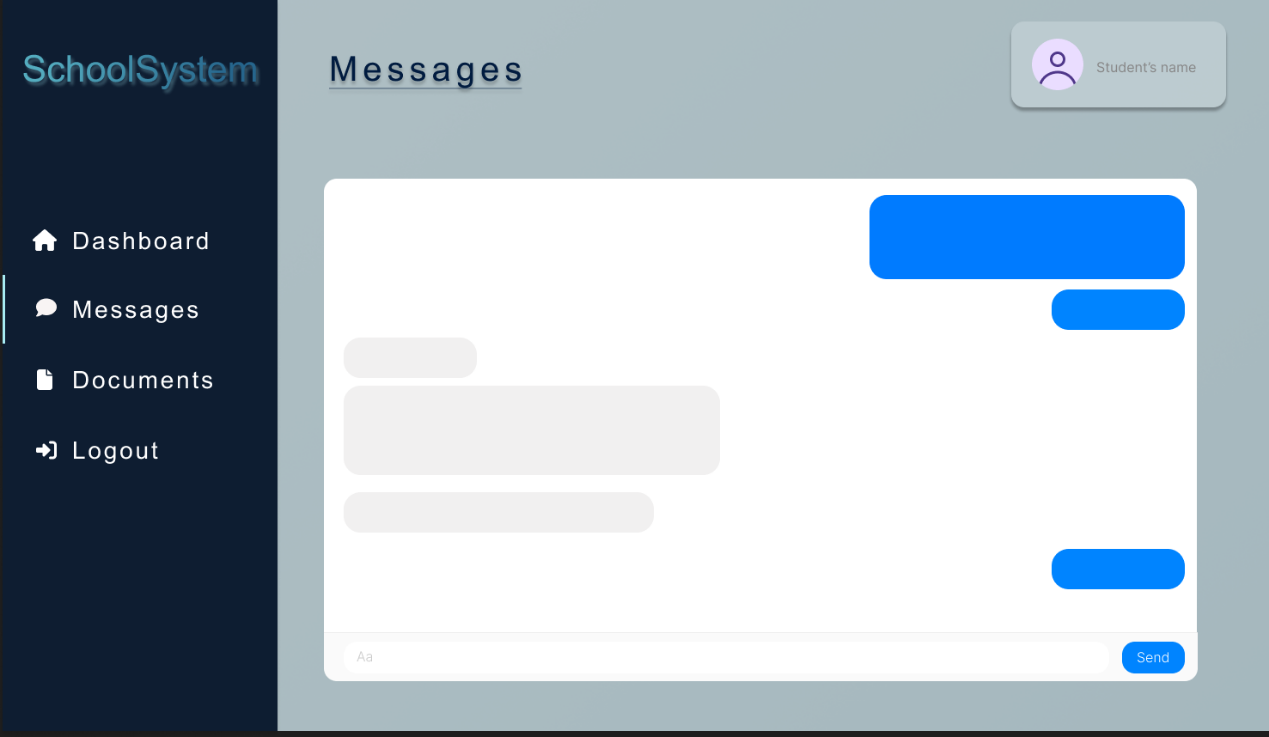 SchoolSystem
Messages
Student's name
Dashboard
Messages
Documents
Logout
Aa
Send